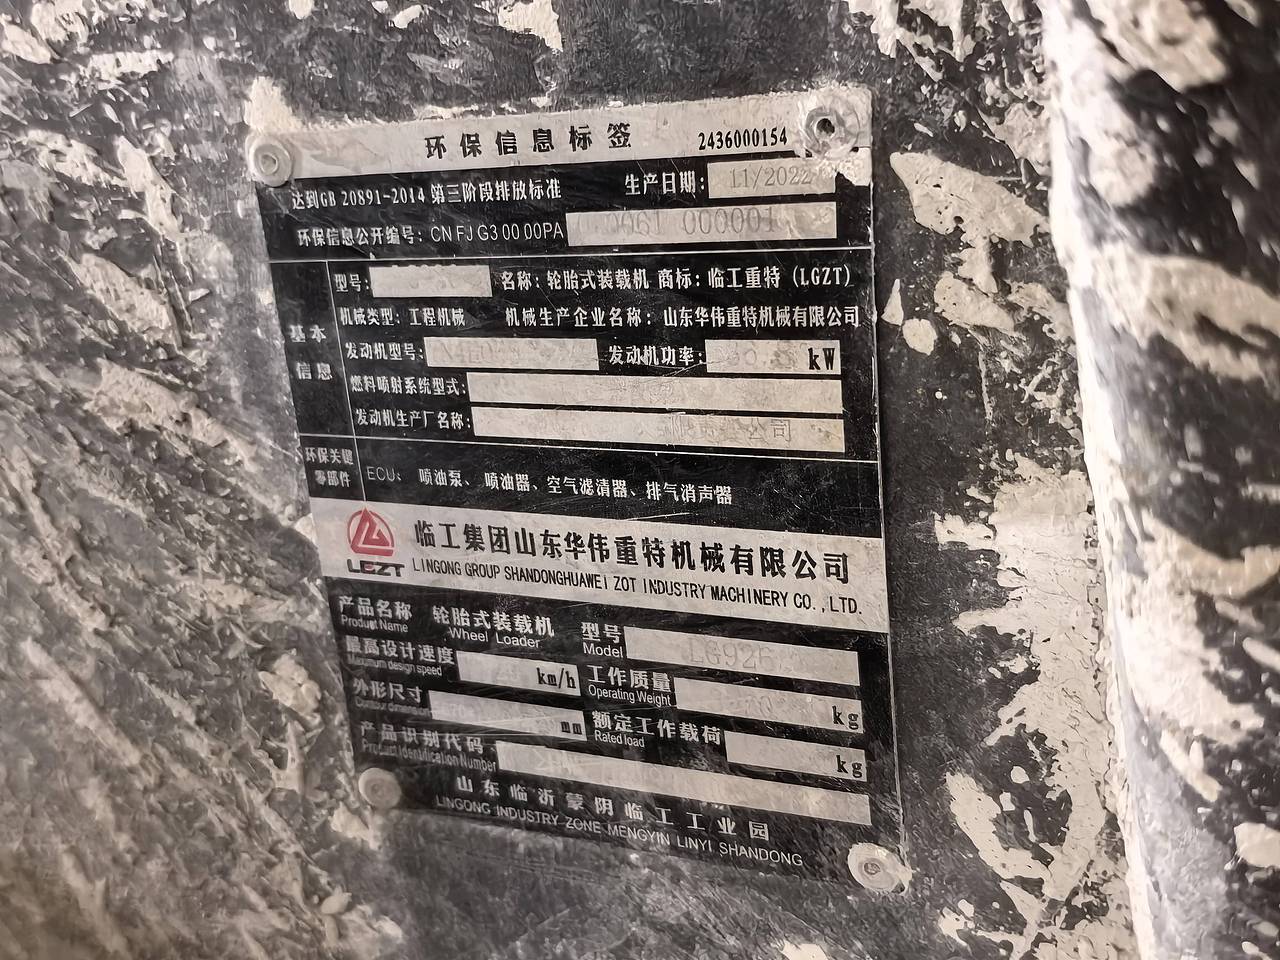 环保信息标签 2436000154
达到GB 20891-2014 第三阶段排放标准 生产日期: 11/2022
环保信息公开编号: CN FJ G3 00 00PA 0061 000001
基本信息
型号: 名称: 轮胎式装载机 商标: 临工重特 (LGZT)
机械类型: 工程机械 机械生产企业名称: 山东华伟重特机械有限公司
发动机型号: 发动机功率: kW
燃料喷射系统型式:
发动机生产厂名称: 公司
环保关键零部件
ECU、 喷油泵、 喷油器、空气滤清器、排气消声器
临工集团山东华伟重特机械有限公司
LGZT LINGONG GROUP SHANDONGHUAWEI ZOT INDUSTRY MACHINERY CO.,LTD.
产品名称 轮胎式装载机 型号 LG926
Product Name Wheel Loader Model
最高设计速度 km/h 工作质量 kg
Maximum design speed Operating Weight
外形尺寸 mm 额定工作载荷 kg
Contour dimensions Rated load
产品识别代码:
Product Identification Number
山东临沂蒙阴临工工业园
LINGONG INDUSTRY ZONE MENGYIN LINYI SHANDONG